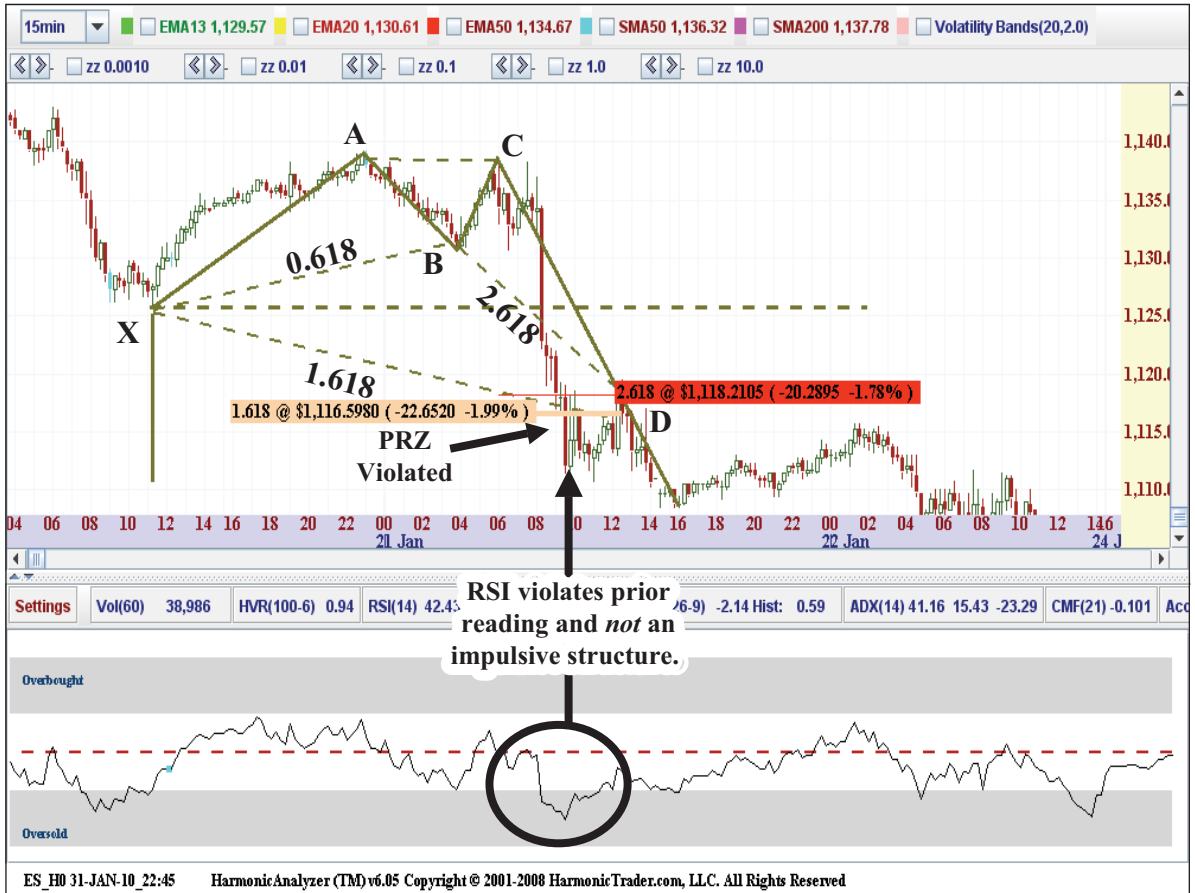 15min EMA13 1,129.57 EMA20 1,130.61 EMA50 1,134.67 SMA50 1,136.32 SMA200 1,137.78 Volatility Bands(20,2.0)
zz 0.0010 zz 0.01 zz 0.1 zz 1.0 zz 10.0
A
C
1,140.
1,135.
0.618
B
1,130.
2.618
1,125.
X
1.618
1,120.
2.618 @ $1,118.2105 ( -20.2895 -1.78% )
1.618 @ $1,116.5980 ( -22.6520 -1.99% )
D
1,115.
PRZ
Violated
1,110.
04 06 08 10 12 14 16 18 20 22 00 02 04 06 08 10 12 14 16 18 20 22 00 02 04 06 08 10 12
21 Jan 22 Jan 24 J
RSI violates prior
reading and not an
impulsive structure.
Settings Vol(60) 38,986 HVR(100-6) 0.94 RSI(14) 42.43 -2.14 Hist: 0.59 ADX(14) 41.16 15.43 -23.29 CMF(21) -0.101
Overbought
Oversold
ES_H0 31-JAN-10_22:45 HarmonicAnalyzer (TM) v6.05 Copyright © 2001-2008 HarmonicTrader.com, LLC. All Rights Reserved